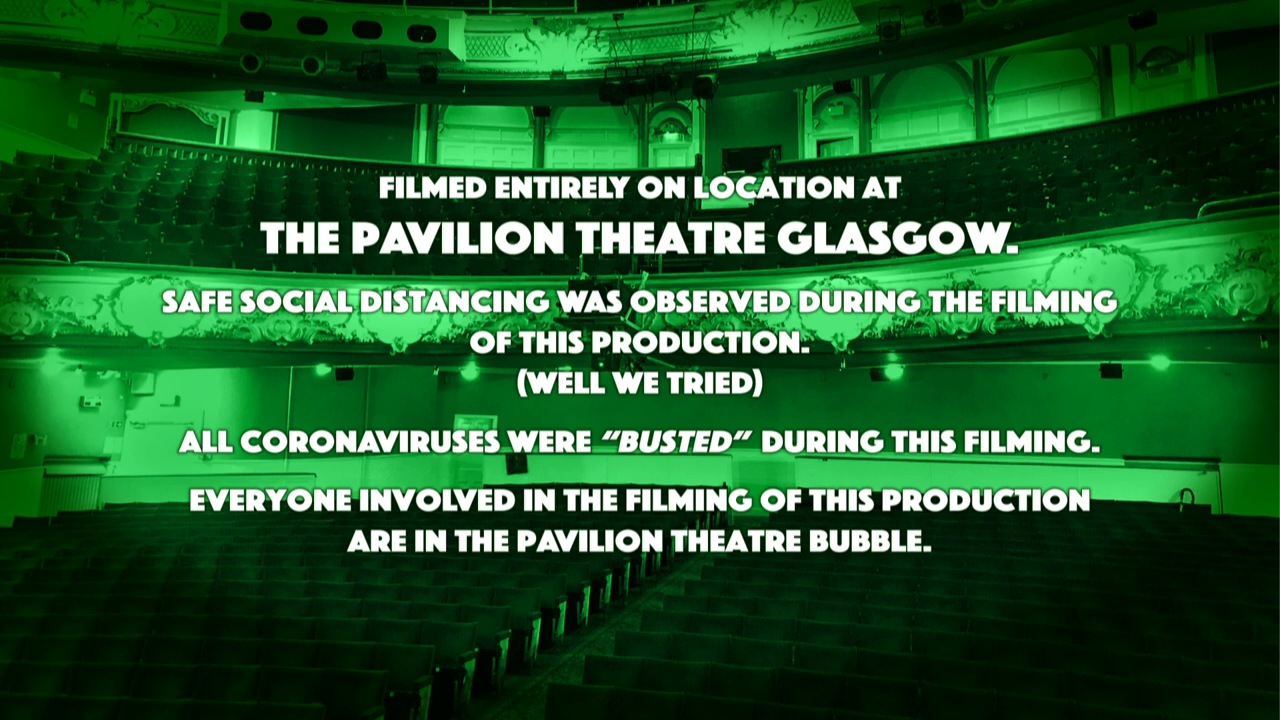 FILMED ENTIRELY ON LOCATION AT
THE PAVILION THEATRE GLASGOW.
SAFE SOCIAL DISTANCING WAS OBSERVED DURING THE FILMING
OF THIS PRODUCTION.
(WELL WE TRIED)
ALL CORONAVIRUSES WERE “BUSTED” DURING THIS FILMING.
EVERYONE INVOLVED IN THE FILMING OF THIS PRODUCTION
ARE IN THE PAVILION THEATRE BUBBLE.